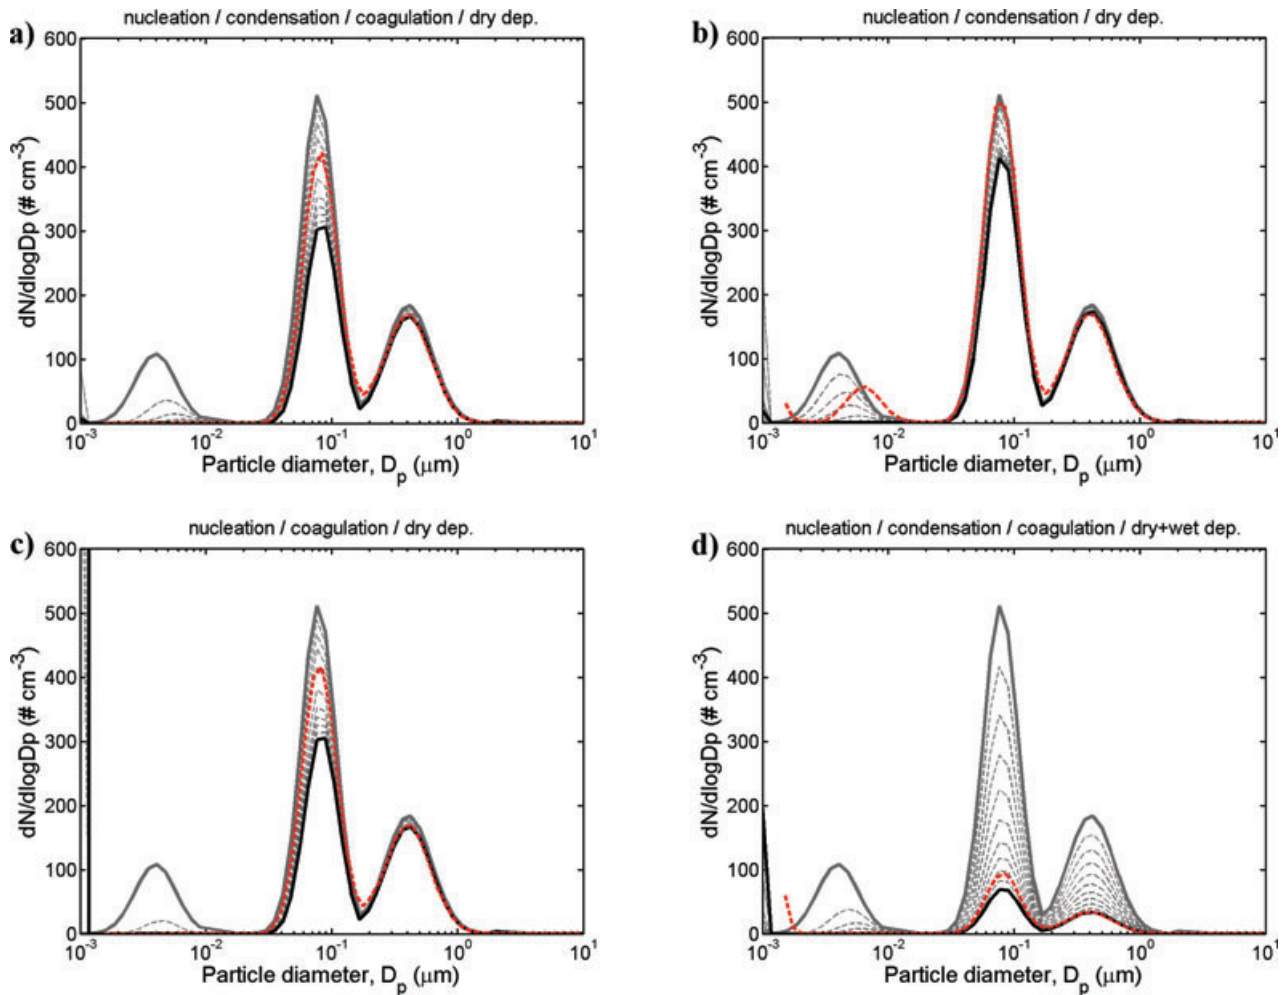 nucleation / condensation / coagulation / dry dep.
a)
600
500
400
300
200
100
0
dN/dlogDp (# cm⁻³)
10⁻³ 10⁻² 10⁻¹ 10⁰ 10¹
Particle diameter, Dₚ (μm)
nucleation / condensation / dry dep.
b)
600
500
400
300
200
100
0
dN/dlogDp (# cm⁻³)
10⁻³ 10⁻² 10⁻¹ 10⁰ 10¹
Particle diameter, Dₚ (μm)
nucleation / coagulation / dry dep.
c)
600
500
400
300
200
100
0
dN/dlogDp (# cm⁻³)
10⁻³ 10⁻² 10⁻¹ 10⁰ 10¹
Particle diameter, Dₚ (μm)
nucleation / condensation / coagulation / dry+wet dep.
d)
600
500
400
300
200
100
0
dN/dlogDp (# cm⁻³)
10⁻³ 10⁻² 10⁻¹ 10⁰ 10¹
Particle diameter, Dₚ (μm)